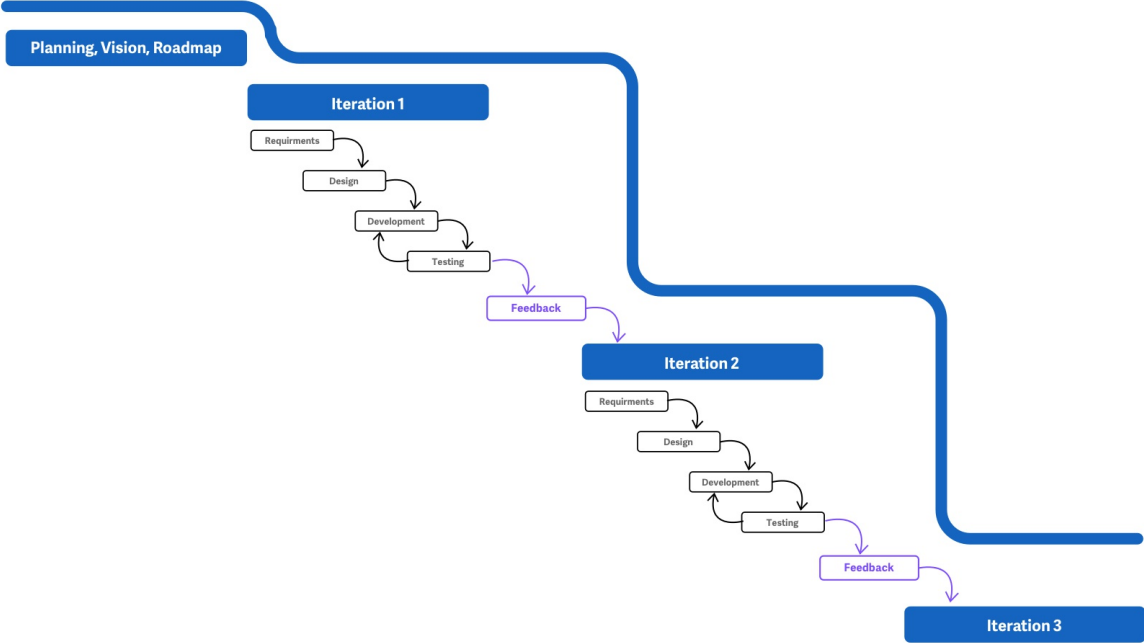 Planning, Vision, Roadmap
Iteration 1
Requirments
Design
Development
Testing
Feedback
Iteration 2
Requirments
Design
Development
Testing
Feedback
Iteration 3